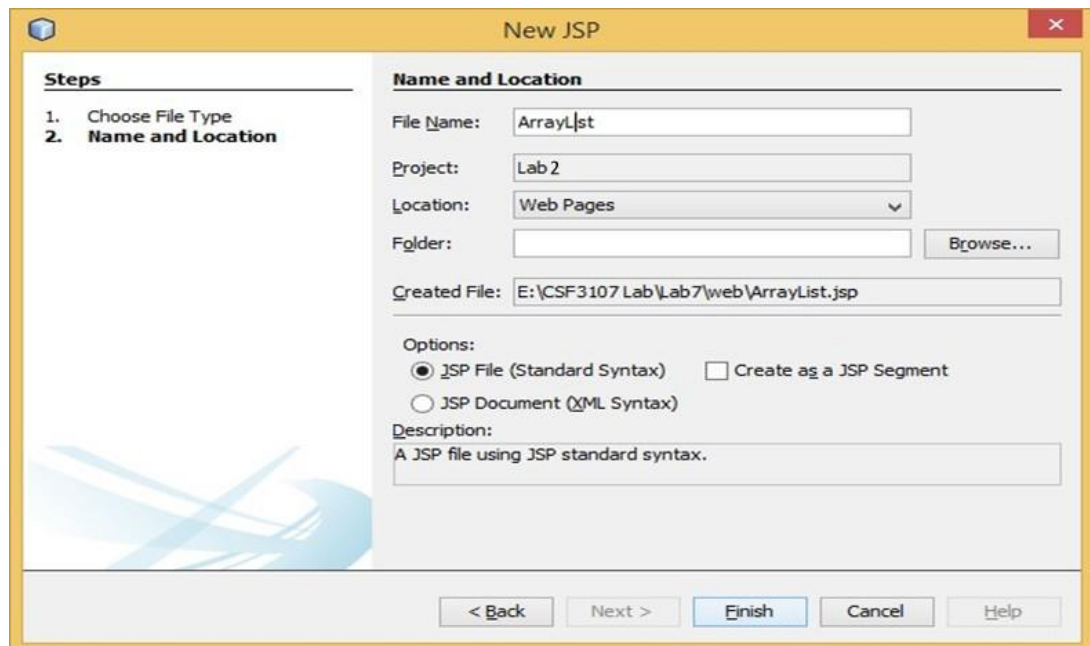 New JSP
Steps
1. Choose File Type
2. Name and Location
Name and Location
File Name: ArrayList
Project: Lab 2
Location: Web Pages
Folder: Browse...
Created File: E:\CSF3107 Lab\Lab7\web\ArrayList.jsp
Options:
JSP File (Standard Syntax) Create as a JSP Segment
JSP Document (XML Syntax)
Description:
A JSP file using JSP standard syntax.
< Back Next > Finish Cancel Help